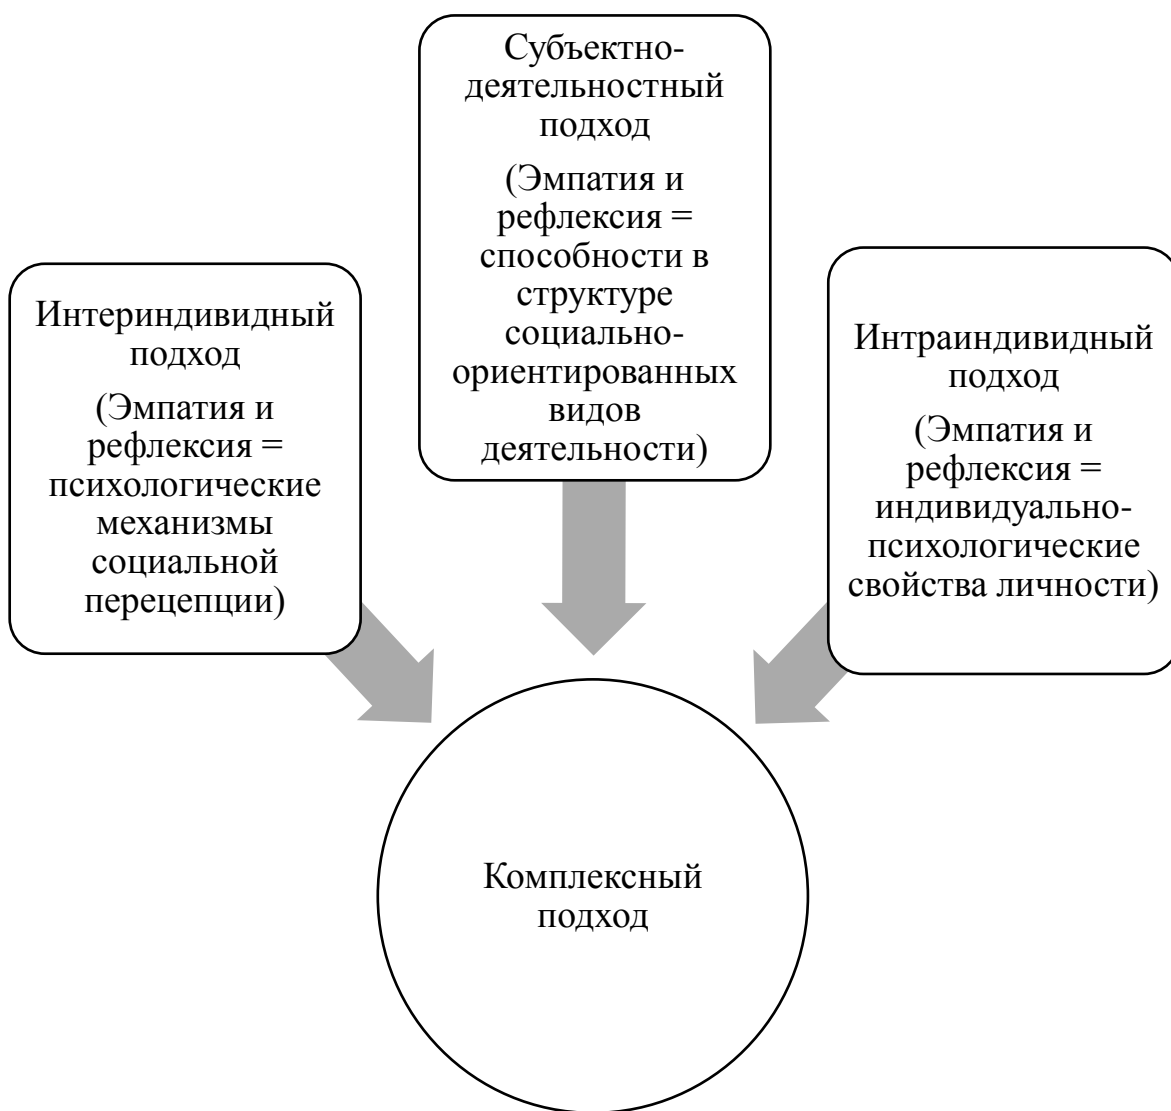 Субъектно-
деятельностный
подход
(Эмпатия и
рефлексия =
способности в
структуре
социально-
ориентированных
видов
деятельности)
Интериндивидный
подход
(Эмпатия и
рефлексия =
психологические
механизмы
социальной
перецепции)
Интраиндивидный
подход
(Эмпатия и
рефлексия =
индивидуально-
психологические
свойства личности)
Комплексный
подход